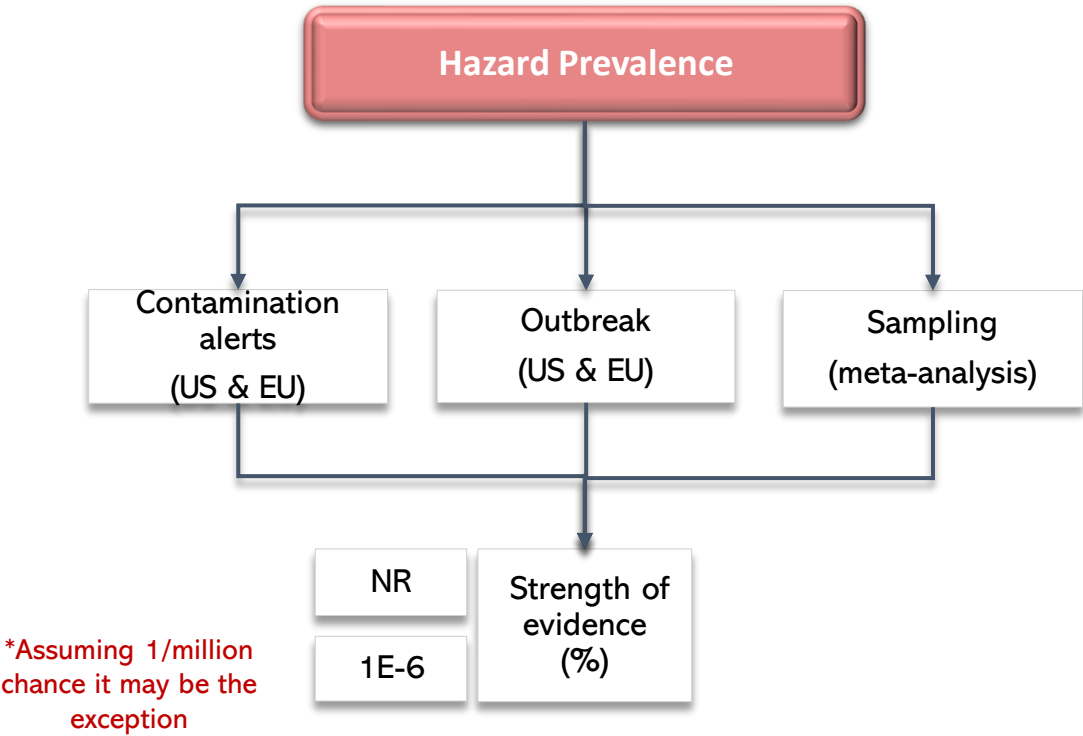 Hazard Prevalence
Contamination
alerts
(US & EU)
Outbreak
(US & EU)
Sampling
(meta-analysis)
NR
1E-6
Strength of
evidence
(%)
*Assuming 1/million
chance it may be the
exception